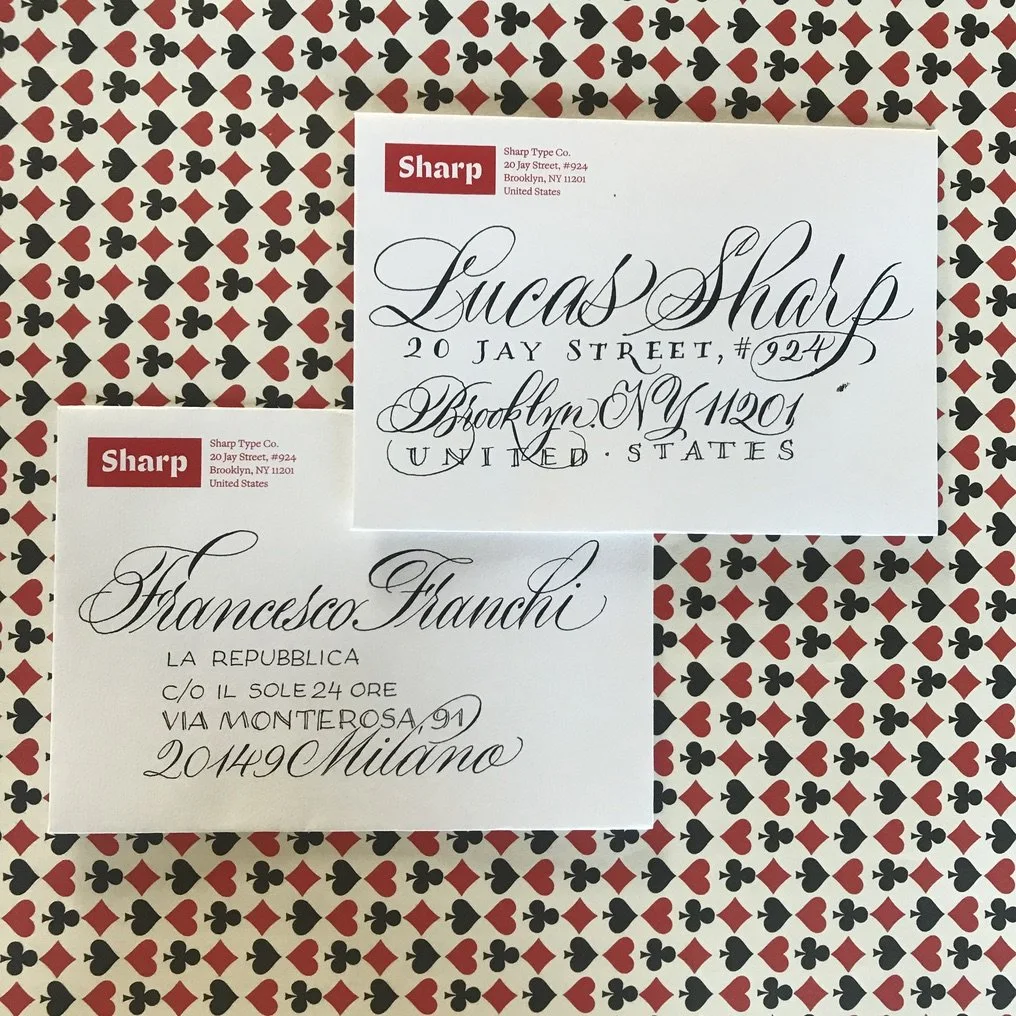 Sharp
Sharp Type Co.
20 Jay Street, #924
Brooklyn, NY 11201
United States
Lucas Sharp
20 JAY STREET, #924
Brooklyn. NY 11201
UNITED · STATES
Sharp
Sharp Type Co.
20 Jay Street, #924
Brooklyn, NY 11201
United States
Francesco Franchi
LA REPUBBLICA
C/O IL SOLE 24 ORE
VIA MONTEROSA, 91
20149 Milano